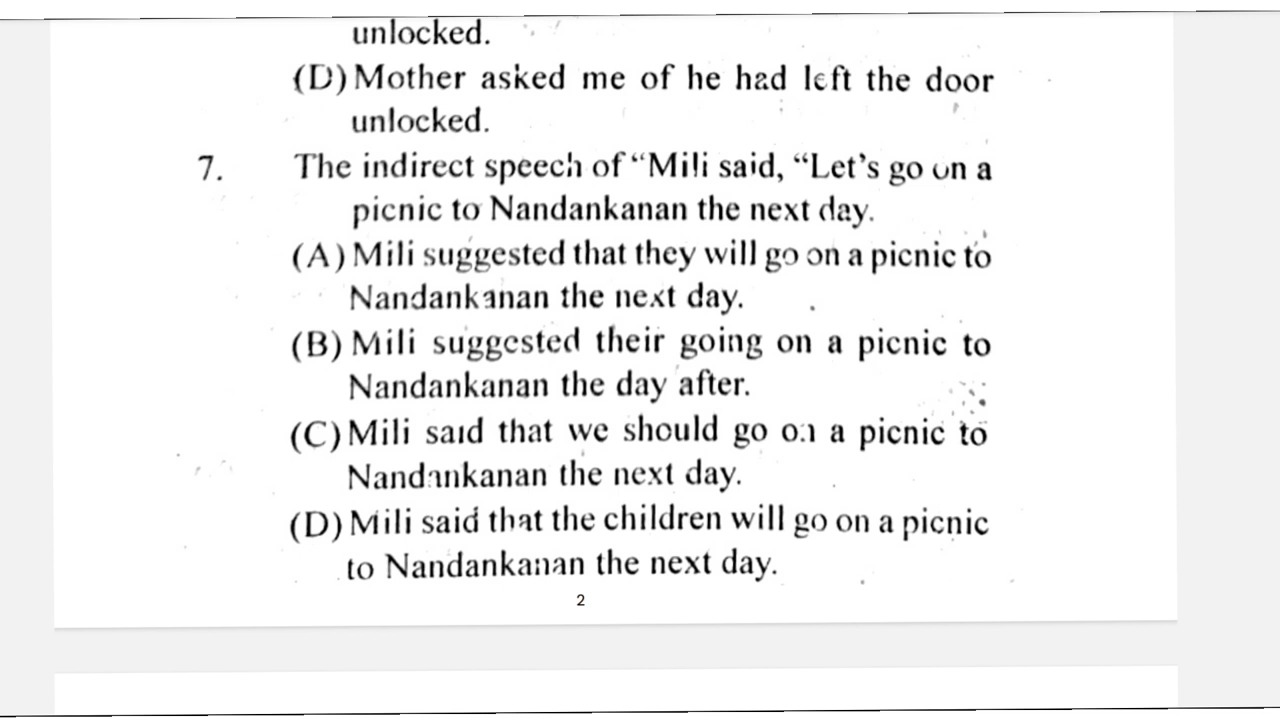 unlocked.
(D) Mother asked me of he had left the door
unlocked.
7. The indirect speech of “Mili said, “Let’s go on a
picnic to Nandankanan the next day.
(A) Mili suggested that they will go on a picnic to
Nandankanan the next day.
(B) Mili suggested their going on a picnic to
Nandankanan the day after.
(C) Mili said that we should go on a picnic to
Nandankanan the next day.
(D) Mili said that the children will go on a picnic
to Nandankanan the next day.
2